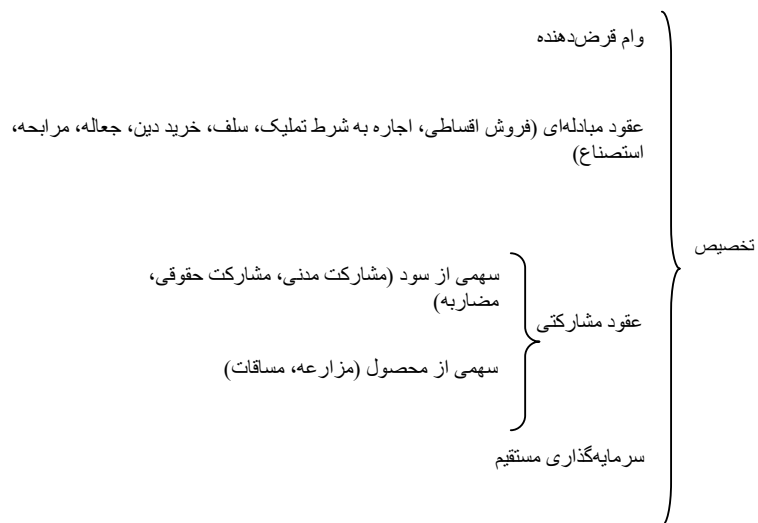 وام قرض‌دهنده
عقود مبادله‌ای (فروش اقساطی، اجاره به شرط تملیک، سلف، خرید دین، جعاله، مرابحه،
استصناع)
تخصیص
سهمی از سود (مشارکت مدنی، مشارکت حقوقی،
مضاربه)
عقود مشارکتی
سهمی از محصول (مزارعه، مساقات)
سرمایه‌گذاری مستقیم